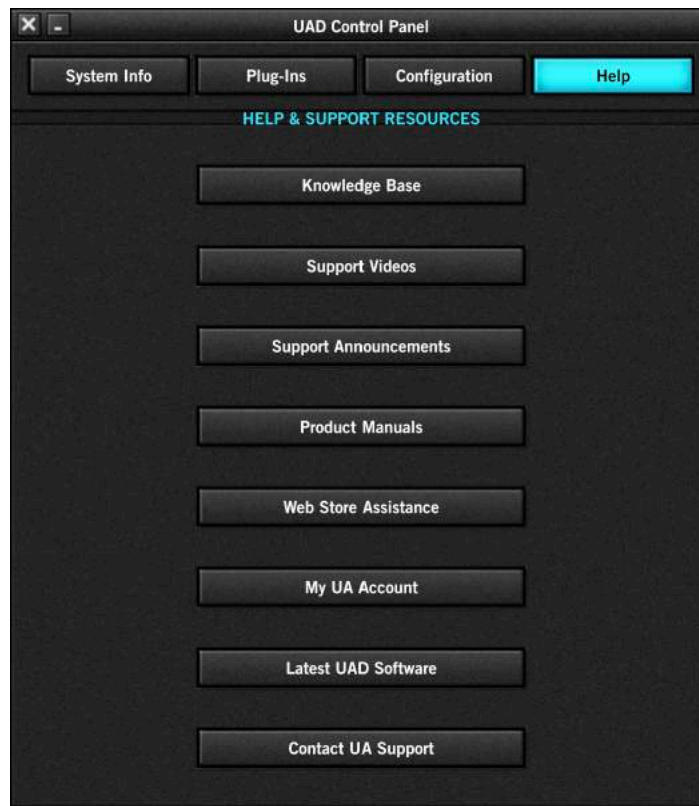 UAD Control Panel
System Info Plug-Ins Configuration Help
HELP & SUPPORT RESOURCES
Knowledge Base
Support Videos
Support Announcements
Product Manuals
Web Store Assistance
My UA Account
Latest UAD Software
Contact UA Support